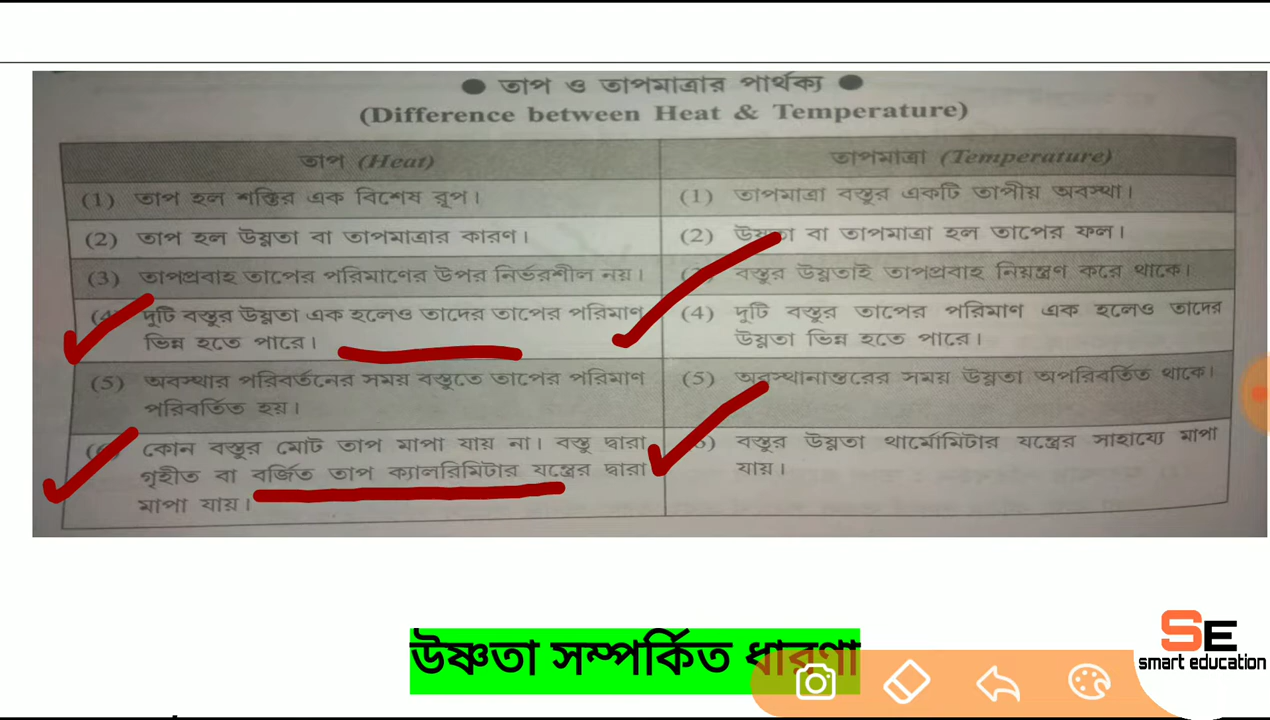 ● তাপ ও তাপমাত্রার পার্থক্য ●
(Difference between Heat & Temperature)
তাপ (Heat)
তাপমাত্রা (Temperature)
(1) তাপ হল শক্তির এক বিশেষ রূপ।
(1) তাপমাত্রা বস্তুর একটি তাপীয় অবস্থা।
(2) তাপ হল উষ্ণতা বা তাপমাত্রার কারণ।
(2) উষ্ণতা বা তাপমাত্রা হল তাপের ফল।
(3) তাপপ্রবাহ তাপের পরিমাণের উপর নির্ভরশীল নয়।
বস্তুর উষ্ণতাই তাপপ্রবাহ নিয়ন্ত্রণ করে থাকে।
(4) দুটি বস্তুর উষ্ণতা এক হলেও তাদের তাপের পরিমাণ
ভিন্ন হতে পারে।
(4) দুটি বস্তুর তাপের পরিমাণ এক হলেও তাদের
উষ্ণতা ভিন্ন হতে পারে।
(5) অবস্থার পরিবর্তনের সময় বস্তুতে তাপের পরিমাণ
পরিবর্তিত হয়।
(5) অবস্থানান্তরের সময় উষ্ণতা অপরিবর্তিত থাকে।
কোন বস্তুর মোট তাপ মাপা যায় না। বস্তু দ্বারা
গৃহীত বা বর্জিত তাপ ক্যালরিমিটার যন্ত্রের দ্বারা
মাপা যায়।
বস্তুর উষ্ণতা থার্মোমিটার যন্ত্রের সাহায্যে মাপা
যায়।
উষ্ণতা সম্পর্কিত ধারণা
SE
smart education